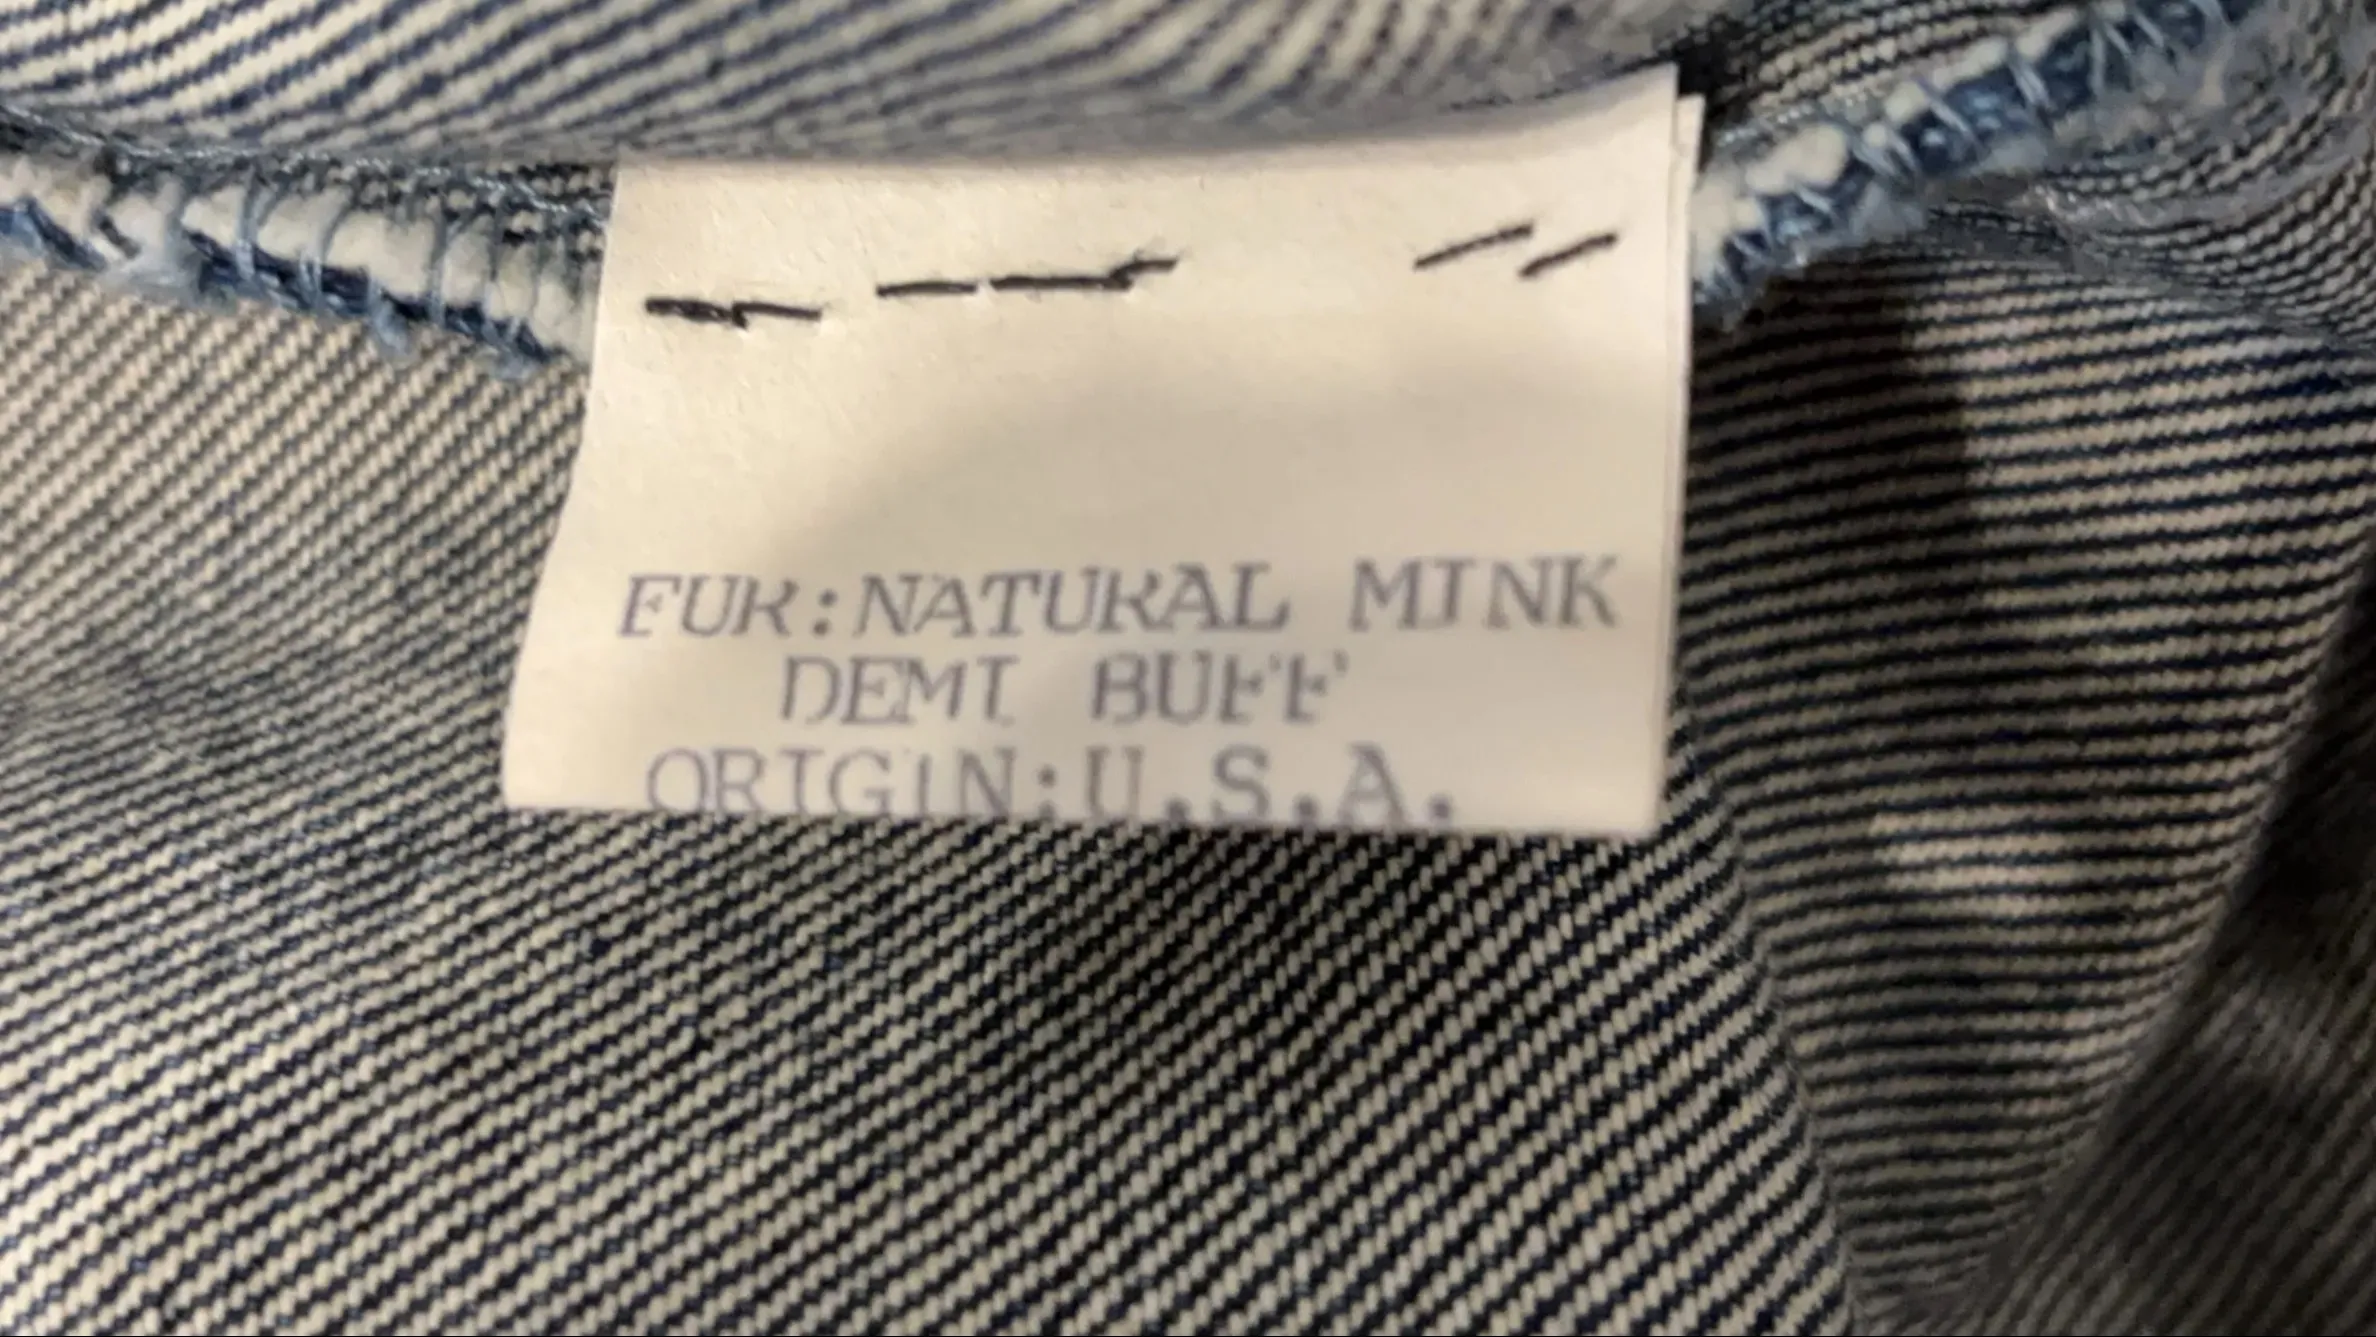 FUR:NATURAL MINK
DEMI BUFF
ORIGIN:U.S.A.